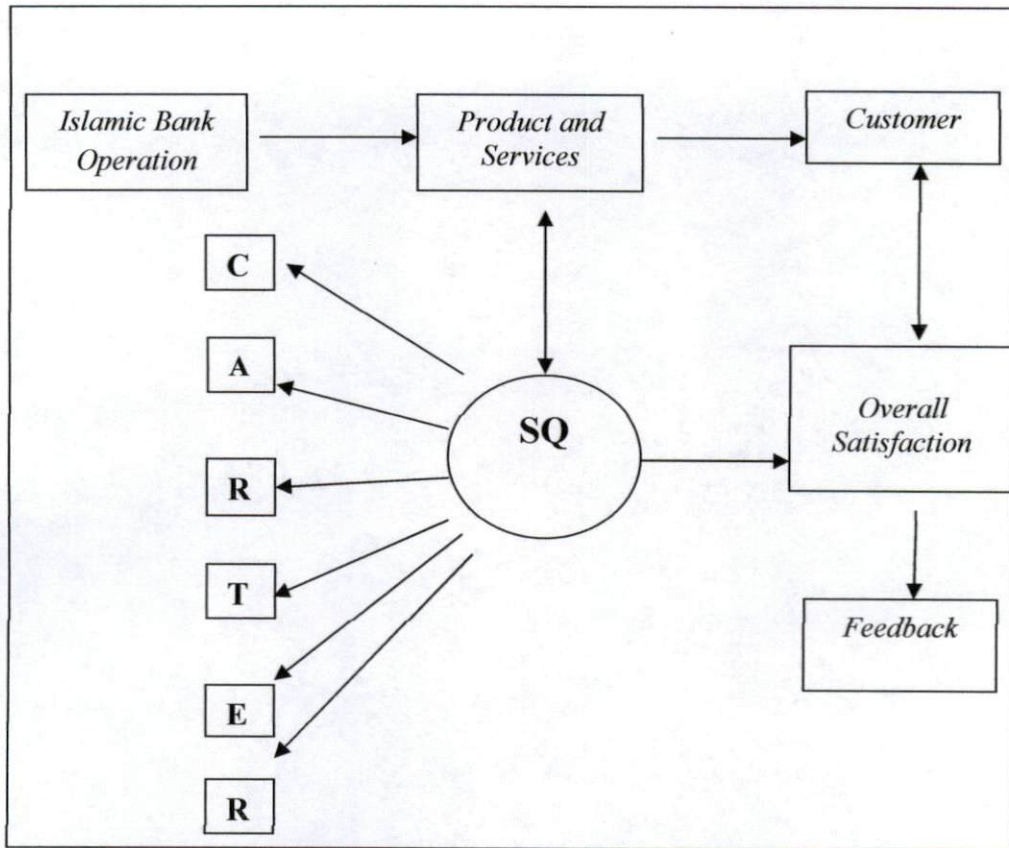 Islamic Bank
Operation
Product and
Services
Customer
C
A
R
T
E
R
SQ
Overall
Satisfaction
Feedback